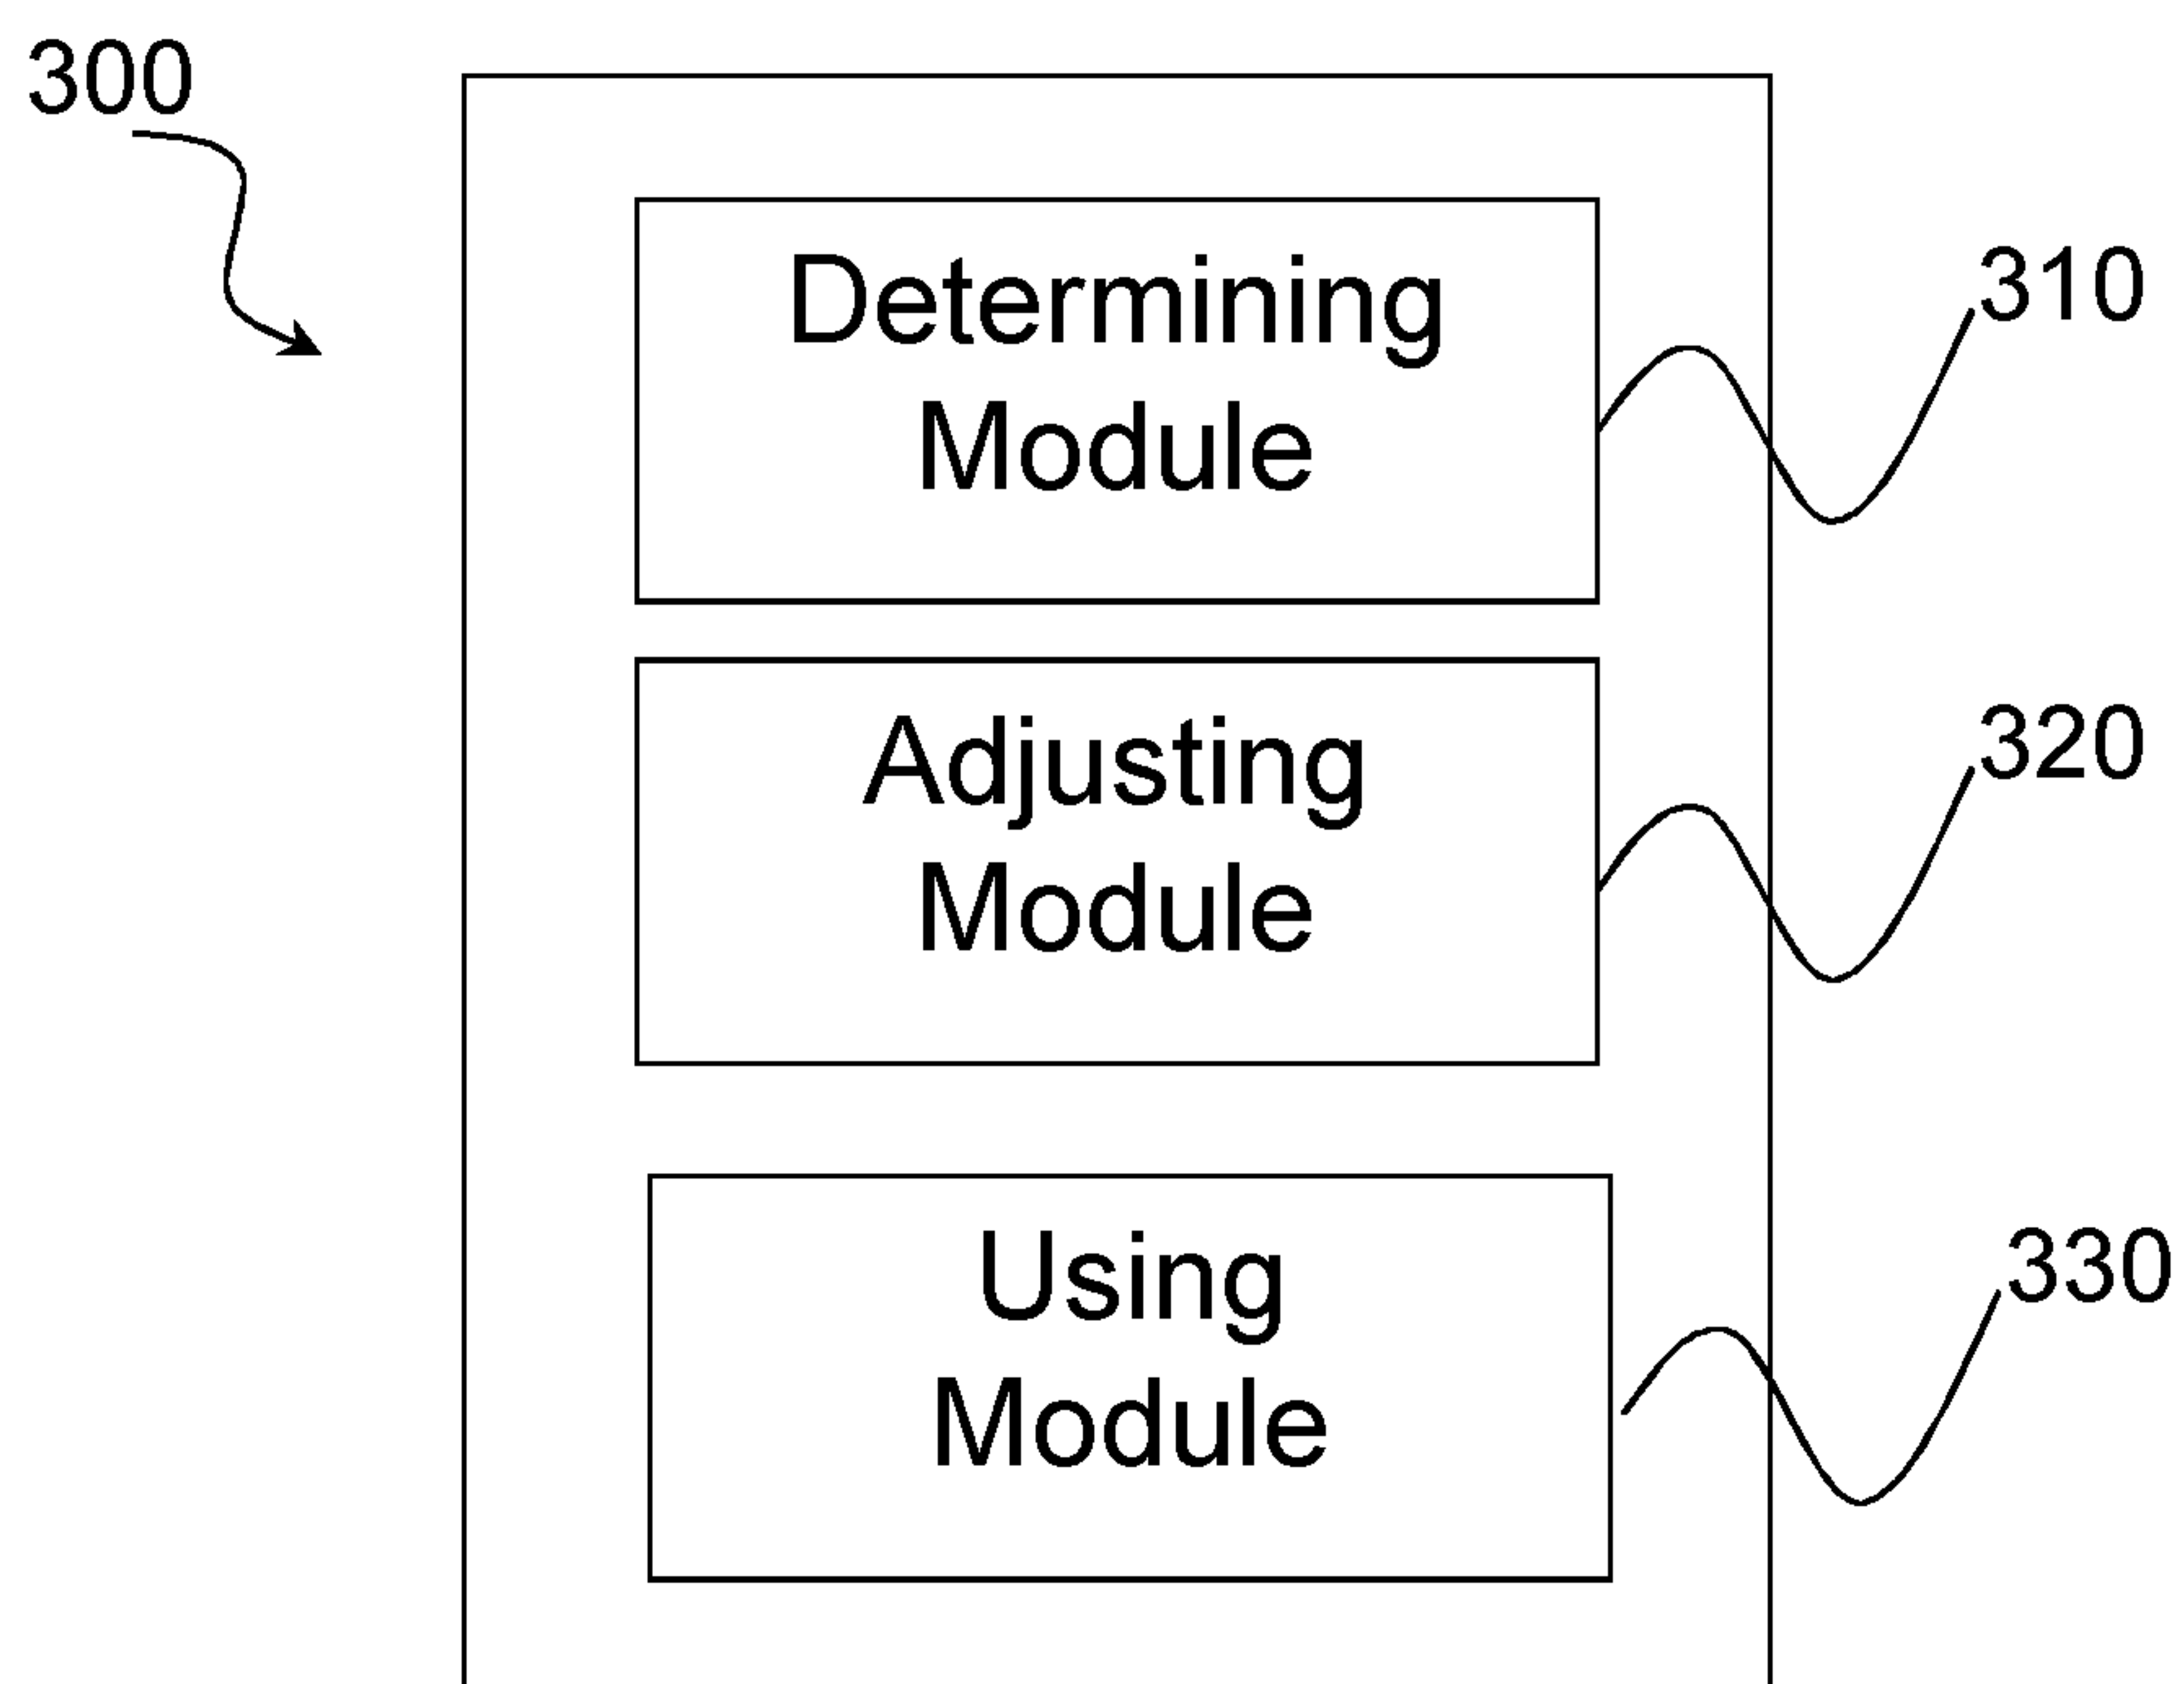 300
Determining
Module
310
Adjusting
Module
320
Using
Module
330